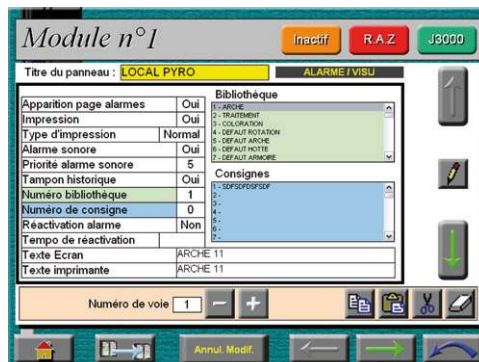 Module n°1
Inactif
R.A.Z
J3000
Titre du panneau : LOCAL PYRO
ALARME / VISU
Apparition page alarmes Oui
Impression Oui
Type d'impression Normal
Alarme sonore Oui
Priorité alarme sonore 5
Tampon historique Oui
Numéro bibliothèque 1
Numéro de consigne 0
Réactivation alarme Non
Tempo de réactivation
Texte Ecran ARCHE 11
Texte imprimante ARCHE 11
Bibliothèque
1 - ARCHE
2 - TRAITEMENT
3 - COLORATION
4 - DEFAUT ROTATION
5 - DEFAUT ARCHE
6 - DEFAUT HOTTE
7 - DEFAUT ARMOIRE
Consignes
1 - SDFSDFDSFSDF
2 -
3 -
4 -
5 -
6 -
7 -
Numéro de voie 1
Annul. Modif.